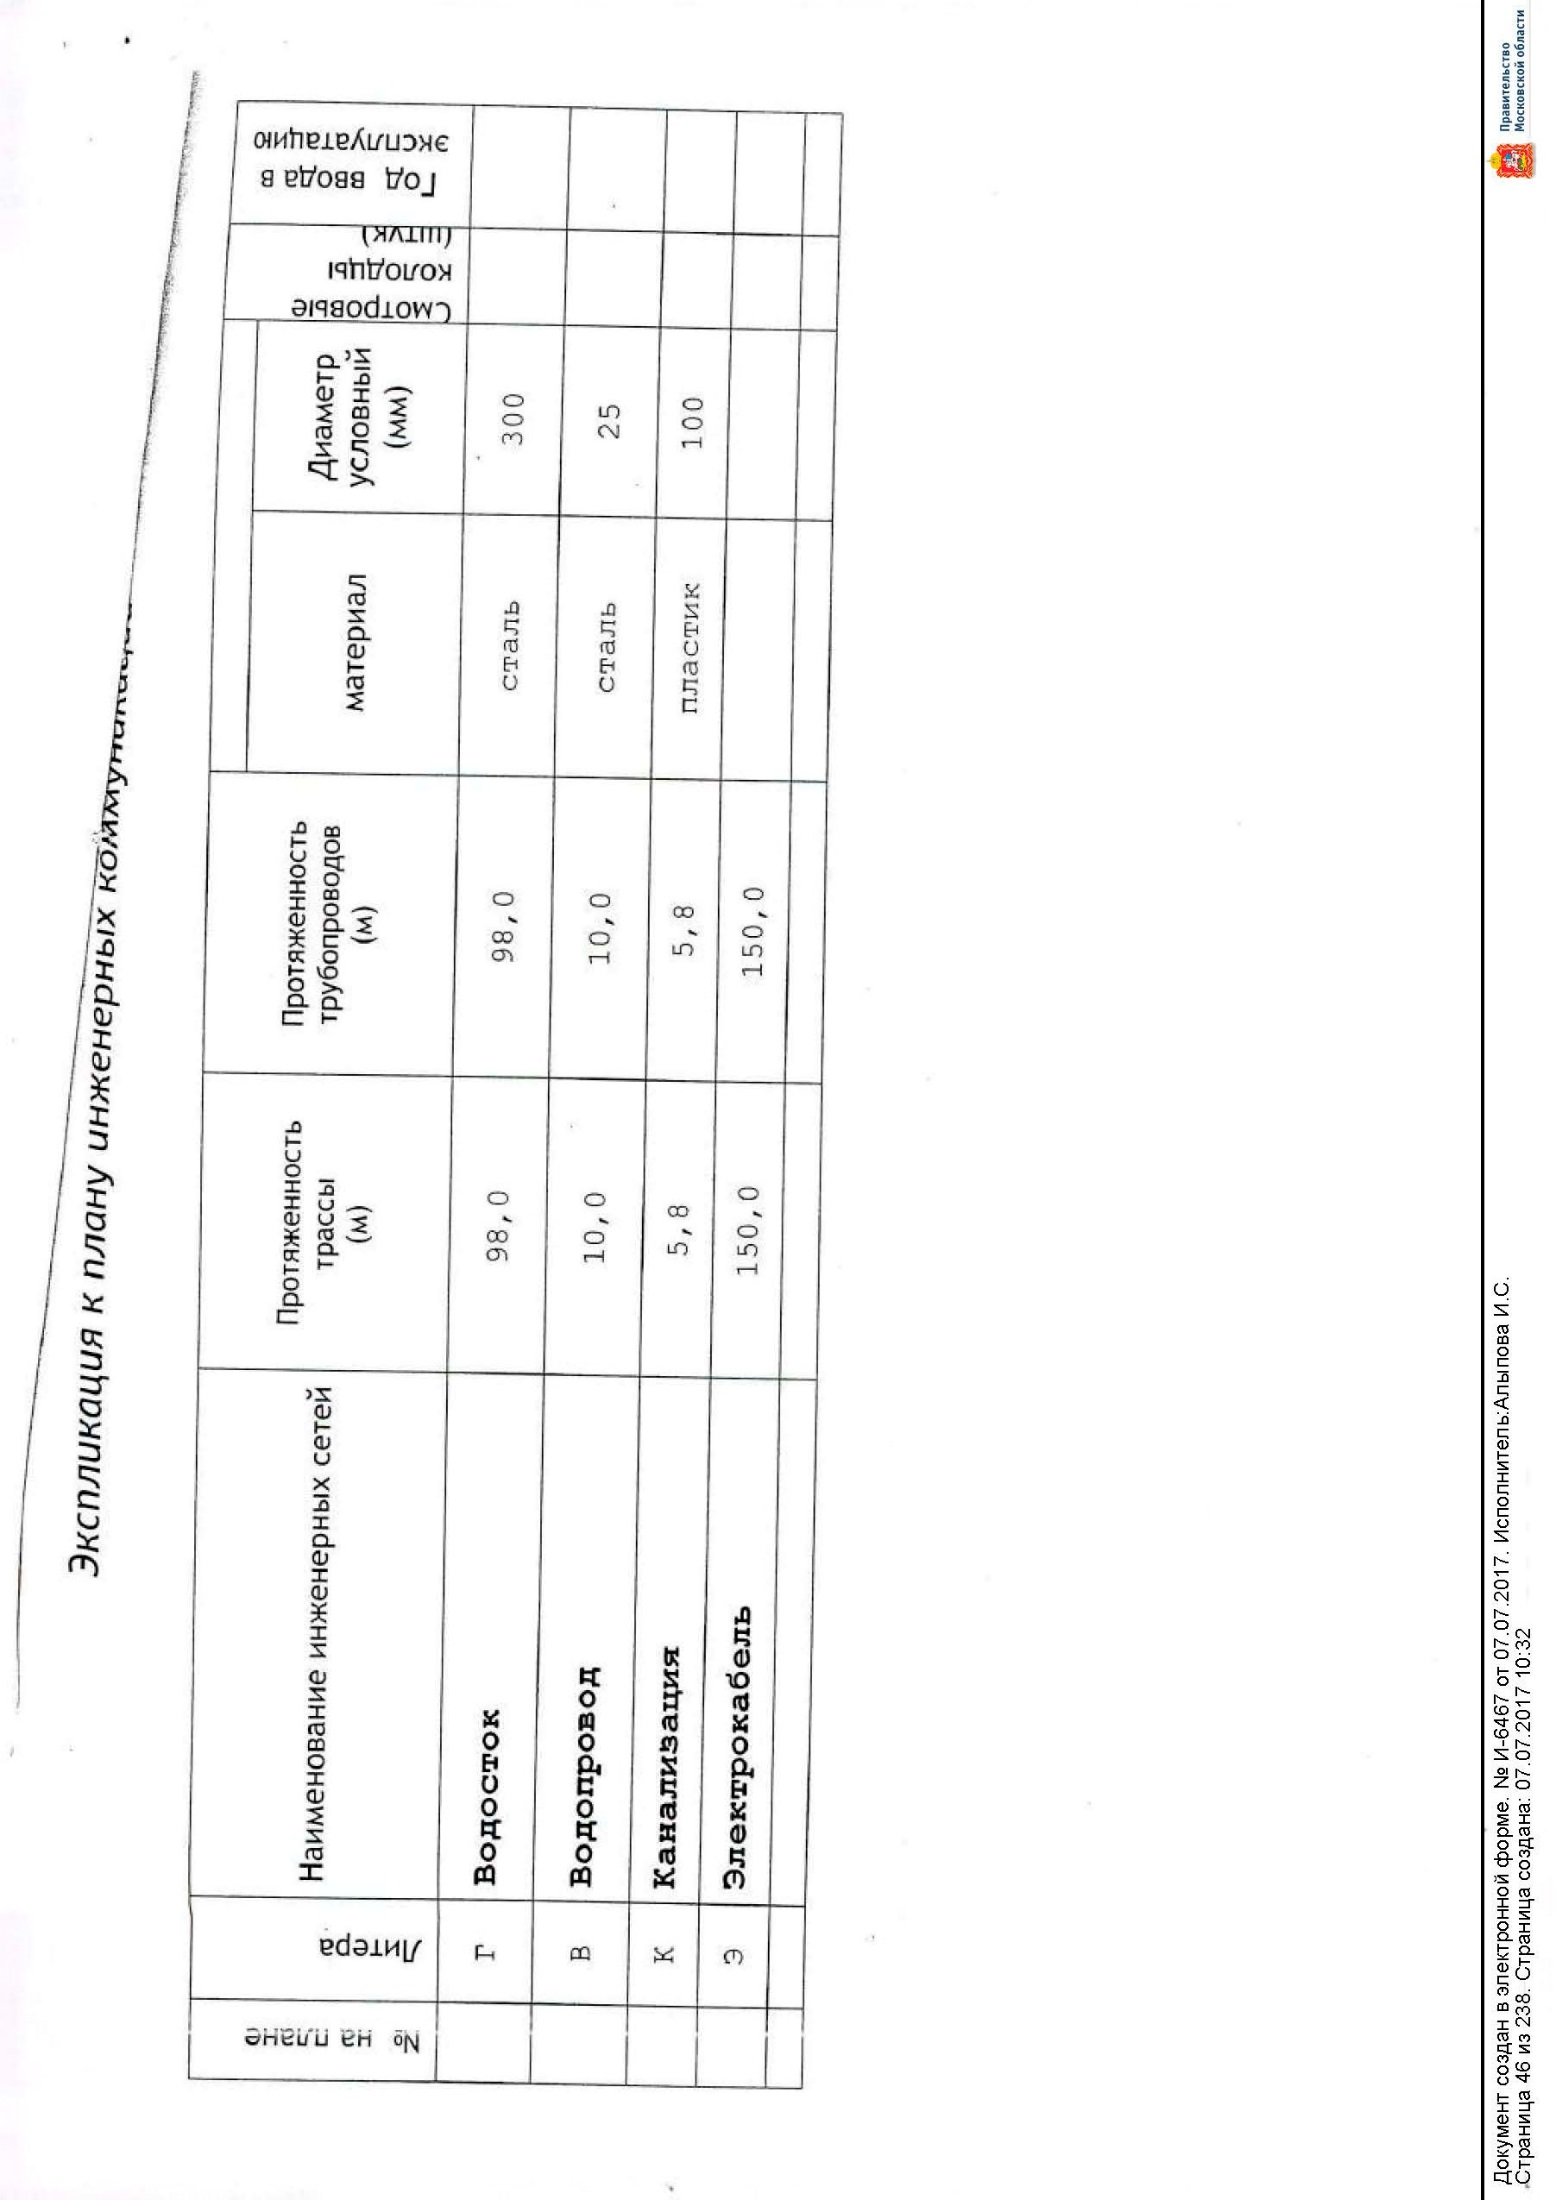 Экспликация к плану инженерных
№ на плане
Литера
Наименование инженерных сетей
Протяженность
трассы
(м)
Протяженность
трубопроводов
(м)
материал
Диаметр
условный
(мм)
Смотровые
колодцы
(штук)
Год ввода в
эксплуатацию
Г Водосток 98,0 98,0 сталь 300
В Водопровод 10,0 10,0 сталь 25
К Канализация 5,8 5,8 пластик 100
Э Электрокабель 150,0 150,0
Документ создан в электронной форме. № И-6467 от 07.07.2017. Исполнитель:Алыпова И.С.
Страница 46 из 238. Страница создана: 07.07.2017 10:32
Правительство
Московской области